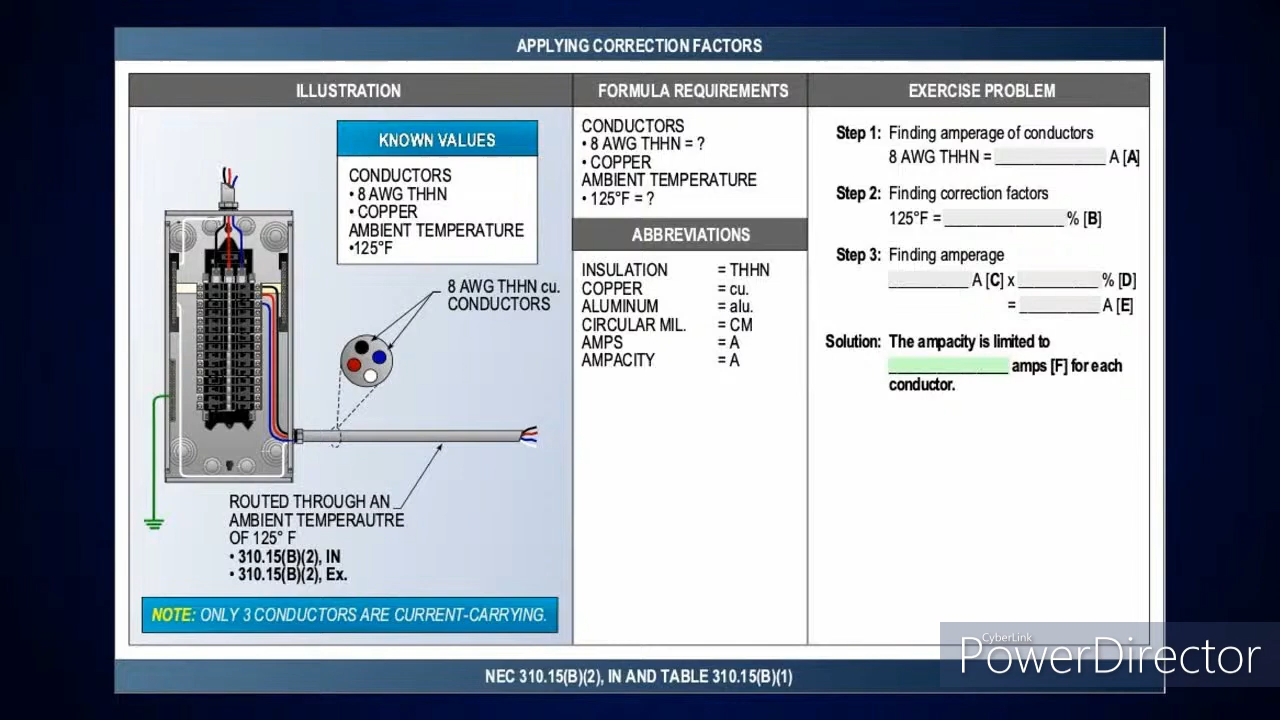 APPLYING CORRECTION FACTORS
ILLUSTRATION
KNOWN VALUES
CONDUCTORS
• 8 AWG THHN
• COPPER
AMBIENT TEMPERATURE
•125°F
8 AWG THHN cu.
CONDUCTORS
ROUTED THROUGH AN
AMBIENT TEMPERAUTRE
OF 125° F
• 310.15(B)(2), IN
• 310.15(B)(2), Ex.
NOTE: ONLY 3 CONDUCTORS ARE CURRENT-CARRYING.
FORMULA REQUIREMENTS
CONDUCTORS
• 8 AWG THHN = ?
• COPPER
AMBIENT TEMPERATURE
• 125°F = ?
ABBREVIATIONS
INSULATION = THHN
COPPER = cu.
ALUMINUM = alu.
CIRCULAR MIL. = CM
AMPS = A
AMPACITY = A
EXERCISE PROBLEM
Step 1: Finding amperage of conductors
8 AWG THHN = ____________ A [A]
Step 2: Finding correction factors
125°F = _____________ % [B]
Step 3: Finding amperage
_________ A [C] x _________ % [D]
= _________ A [E]
Solution: The ampacity is limited to
_____________ amps [F] for each
conductor.
NEC 310.15(B)(2), IN AND TABLE 310.15(B)(1)
CyberLink
PowerDirector